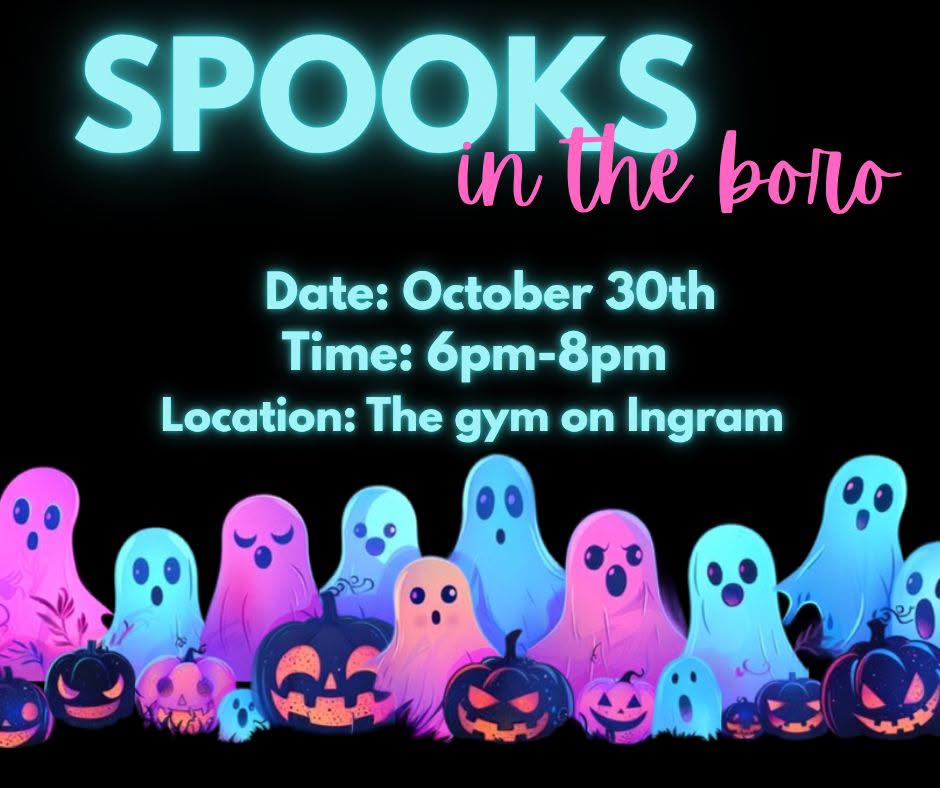 SPOOKS
in the boro
Date: October 30th
Time: 6pm-8pm
Location: The gym on Ingram